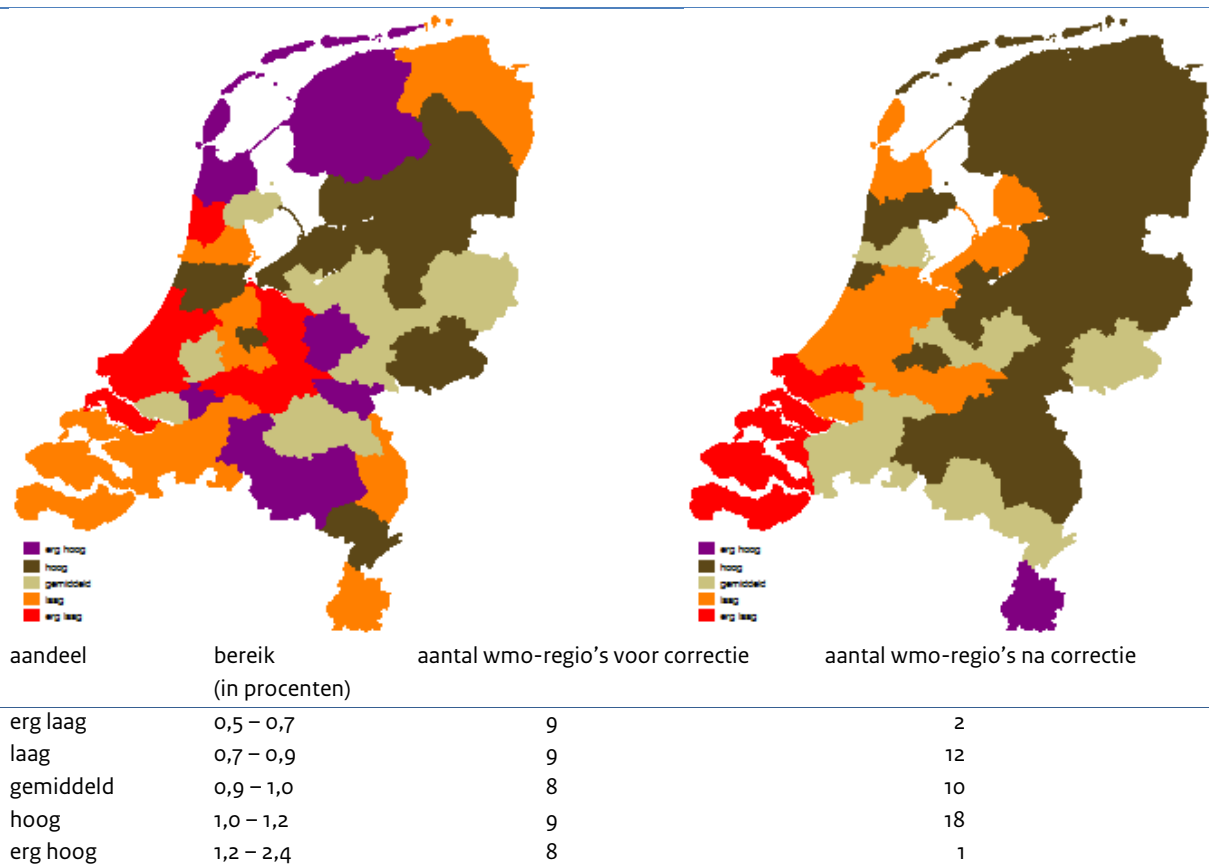 erg hoog
hoog
gemiddeld
laag
erg laag
erg hoog
hoog
gemiddeld
laag
erg laag
aandeel bereik aantal wmo-regio's voor correctie aantal wmo-regio's na correctie
(in procenten)
erg laag 0,5 – 0,7 9 2
laag 0,7 – 0,9 9 12
gemiddeld 0,9 – 1,0 8 10
hoog 1,0 – 1,2 9 18
erg hoog 1,2 – 2,4 8 1